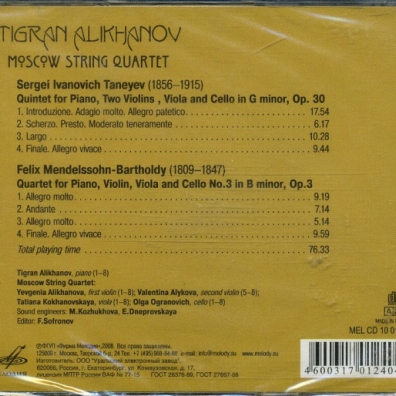 TIGRAN ALIKHANOV
MOSCOW STRING QUARTET
Sergei Ivanovich Taneyev (1856–1915)
Quintet for Piano, Two Violins , Viola and Cello in G minor, Op. 30
1. Introduzione. Adagio molto. Allegro patetico 17.54
2. Scherzo. Presto. Moderato teneramente 6.17
3. Largo 10.28
4. Finale. Allegro vivace 9.44
Felix Mendelssohn-Bartholdy (1809–1847)
Quartet for Piano, Violin, Viola and Cello No.3 in B minor, Op.3
1. Allegro molto 9.19
2. Andante 7.14
3. Allegro molto 5.14
4. Finale. Allegro vivace 9.59
Total playing time 76.33
Tigran Alikhanov, piano (1–8)
Moscow String Quartet:
Yevgenia Alikhanova, first violin (1–8); Valentina Alykova, second violin (5–8);
Tatiana Kokhanovskaya, viola (1–8); Olga Ogranovich, cello (1–8)
Sound engineers: M.Kozhukhova, E.Dneprovskaya
Editor: F.Sofronov
MEL CD 10 0
4 600317 01240